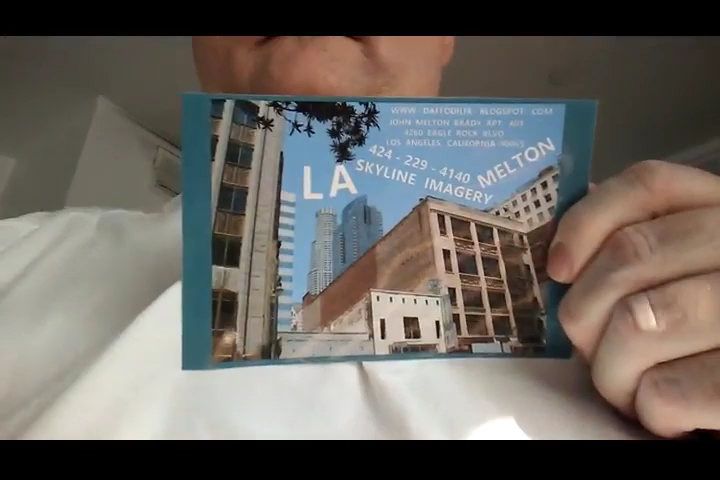 WWW. DAFFODILIX. BLOGSPOT. COM
JOHN MELTON BRADY APT. 409
4260 EAGLE ROCK BLVD
LOS ANGELES, CALIFORNIA 90065
424 - 229 - 4140
LA SKYLINE IMAGERY MELTON